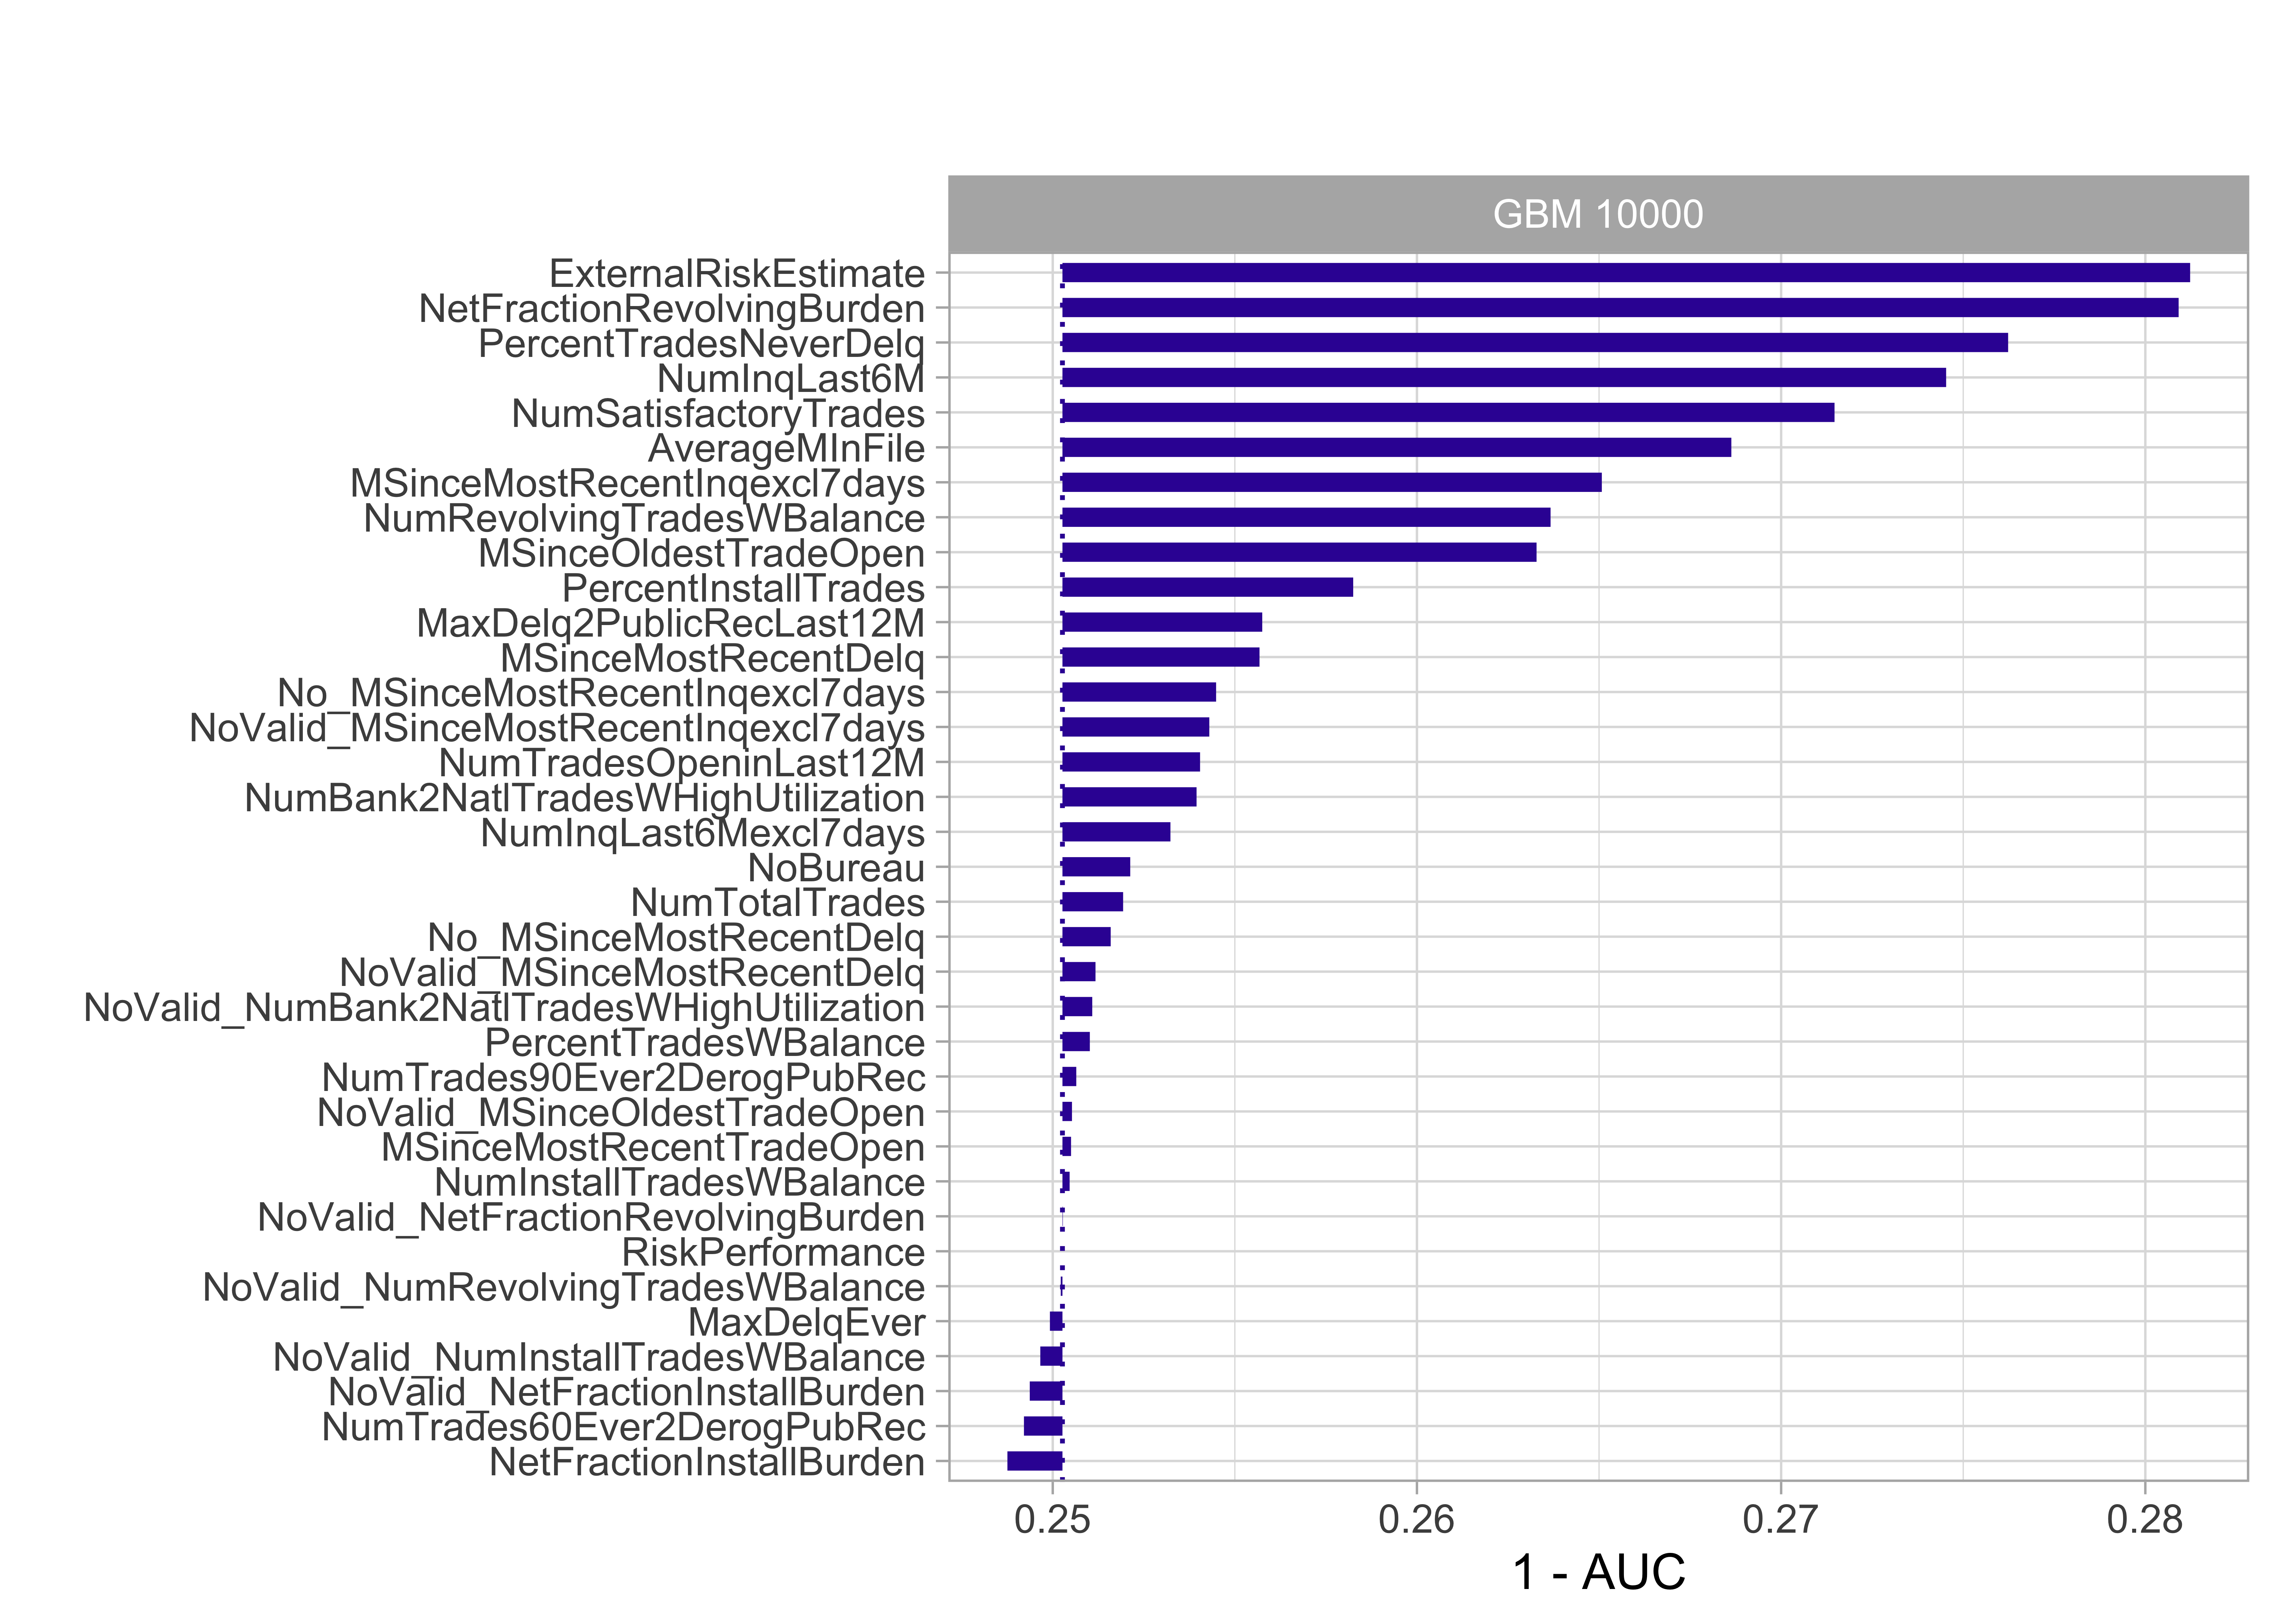 GBM 10000
ExternalRiskEstimate
NetFractionRevolvingBurden
PercentTradesNeverDelq
NumInqLast6M
NumSatisfactoryTrades
AverageMInFile
MSinceMostRecentInqexcl7days
NumRevolvingTradesWBalance
MSinceOldestTradeOpen
PercentInstallTrades
MaxDelq2PublicRecLast12M
MSinceMostRecentDelq
No_MSinceMostRecentInqexcl7days
NoValid_MSinceMostRecentInqexcl7days
NumTradesOpeninLast12M
NumBank2NatlTradesWHighUtilization
NumInqLast6Mexcl7days
NoBureau
NumTotalTrades
No_MSinceMostRecentDelq
NoValid_MSinceMostRecentDelq
NoValid_NumBank2NatlTradesWHighUtilization
PercentTradesWBalance
NumTrades90Ever2DerogPubRec
NoValid_MSinceOldestTradeOpen
MSinceMostRecentTradeOpen
NumInstallTradesWBalance
NoValid_NetFractionRevolvingBurden
RiskPerformance
NoValid_NumRevolvingTradesWBalance
MaxDelqEver
NoValid_NumInstallTradesWBalance
NoValid_NetFractionInstallBurden
NumTrades60Ever2DerogPubRec
NetFractionInstallBurden
0.25 0.26 0.27 0.28
1 - AUC